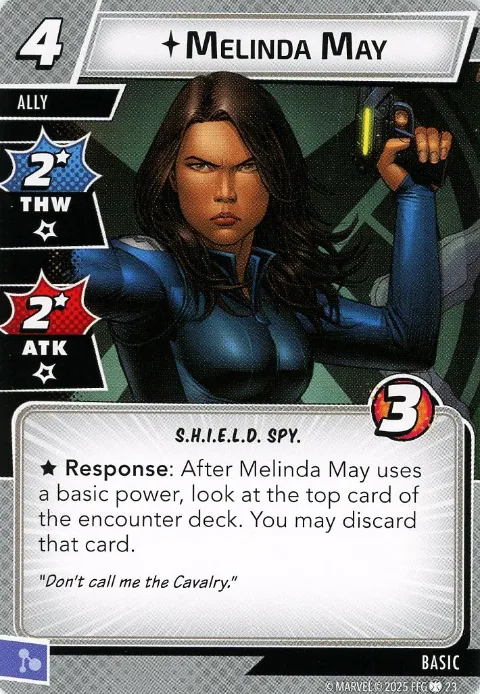 4
Melinda May
ALLY
2
THW
2
ATK
3
S.H.I.E.L.D. SPY.
Response: After Melinda May uses
a basic power, look at the top card of
the encounter deck. You may discard
that card.
"Don't call me the Cavalry."
BASIC
© MARVEL © 2025 FFG 23